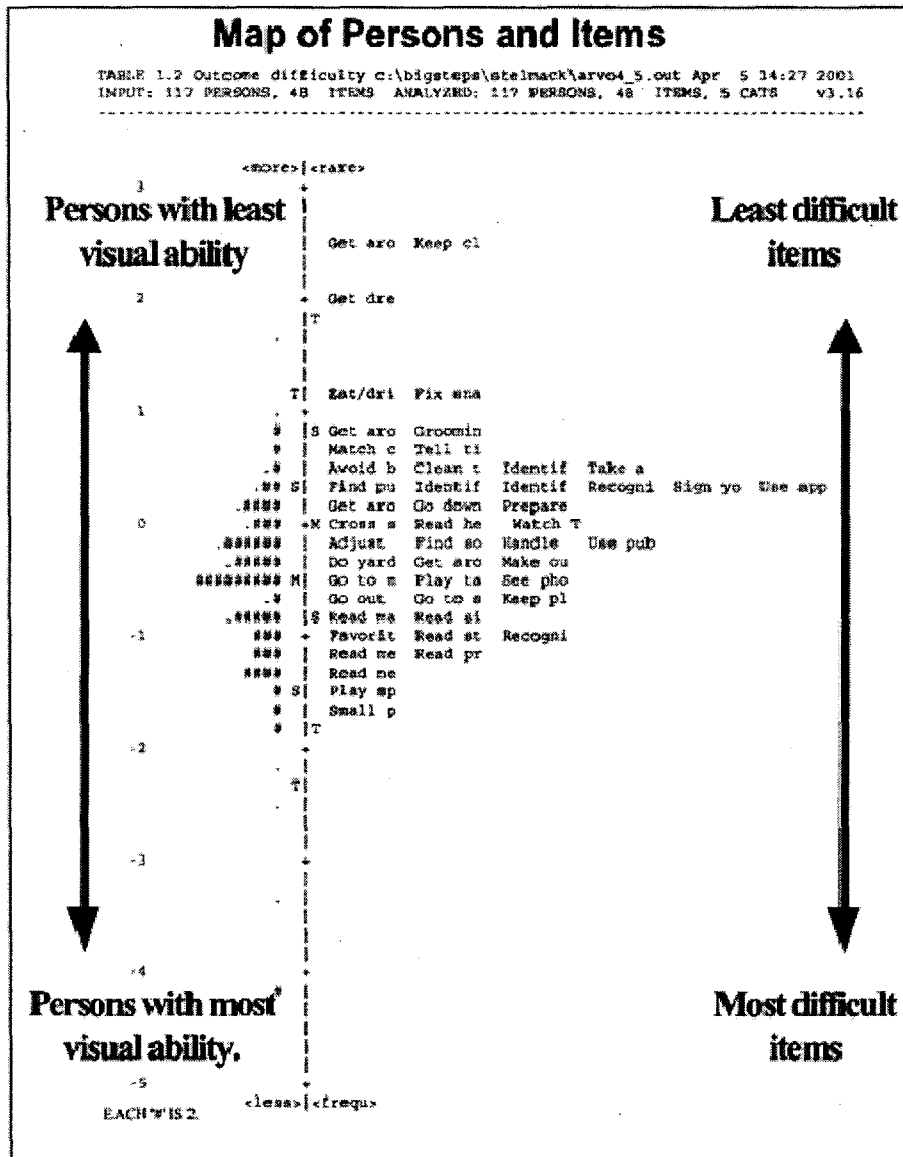 Map of Persons and Items
TABLE 1.2 Outcome difficulty c:\bigsteps\stelmack\arvo4_5.out Apr 5 14:27 2001
INPUT: 117 PERSONS, 48 ITEMS ANALYZED: 117 PERSONS, 48 ITEMS, 5 CATS v3.16
<more>|<rare>
3
Persons with least visual ability
Least difficult items
Get aro Keep cl
2 Get dre
T
T Eat/dri Fix sna
1
# S Get aro Groomin
# Match c Tell ti
.# Avoid b Clean t Identif Take a
.## S Find pu Identif Identif Recogni Sign yo Use app
.#### Get aro Go down Prepare
0 .### +M Cross s Read he Watch T
.###### Adjust Find so Handle Use pub
.##### Do yard Get aro Make ou
######### M Go to m Play ta See pho
.# Go out Go to s Keep pl
.##### S Read ma Read si
-1 ### + Favorit Read st Recogni
### Read me Read pr
#### Read ne
# S Play sp
# Small p
# T
-2
T
-3
-4
#
Persons with most visual ability.
Most difficult items
-5
<less>|<frequ>
EACH '#' IS 2.